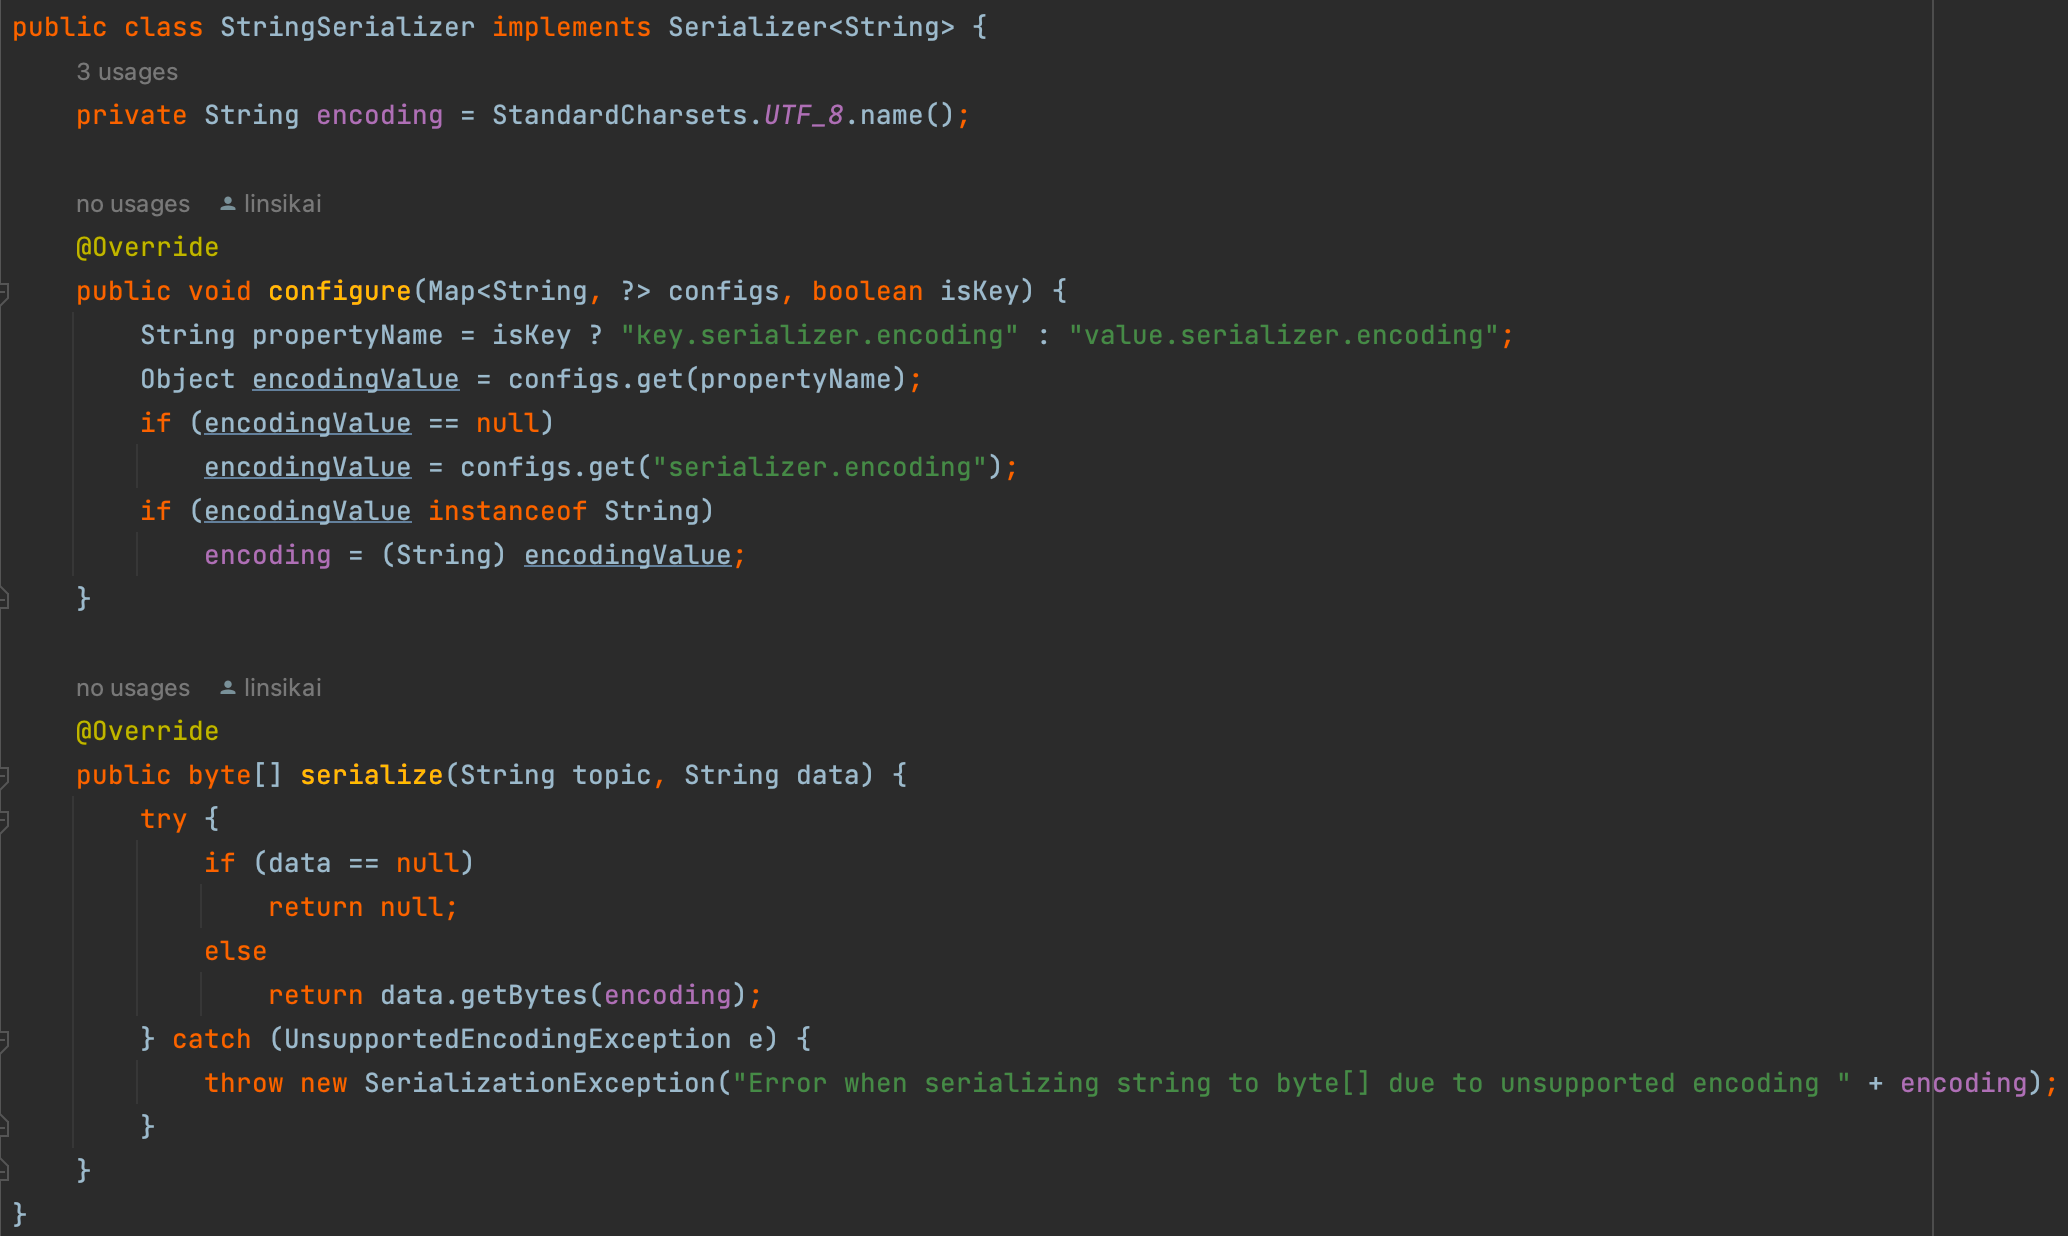 public class StringSerializer implements Serializer<String> {
3 usages
private String encoding = StandardCharsets.UTF_8.name();
no usages linsikai
@Override
public void configure(Map<String, ?> configs, boolean isKey) {
String propertyName = isKey ? "key.serializer.encoding" : "value.serializer.encoding";
Object encodingValue = configs.get(propertyName);
if (encodingValue == null)
encodingValue = configs.get("serializer.encoding");
if (encodingValue instanceof String)
encoding = (String) encodingValue;
}
no usages linsikai
@Override
public byte[] serialize(String topic, String data) {
try {
if (data == null)
return null;
else
return data.getBytes(encoding);
} catch (UnsupportedEncodingException e) {
throw new SerializationException("Error when serializing string to byte[] due to unsupported encoding " + encoding);
}
}
}